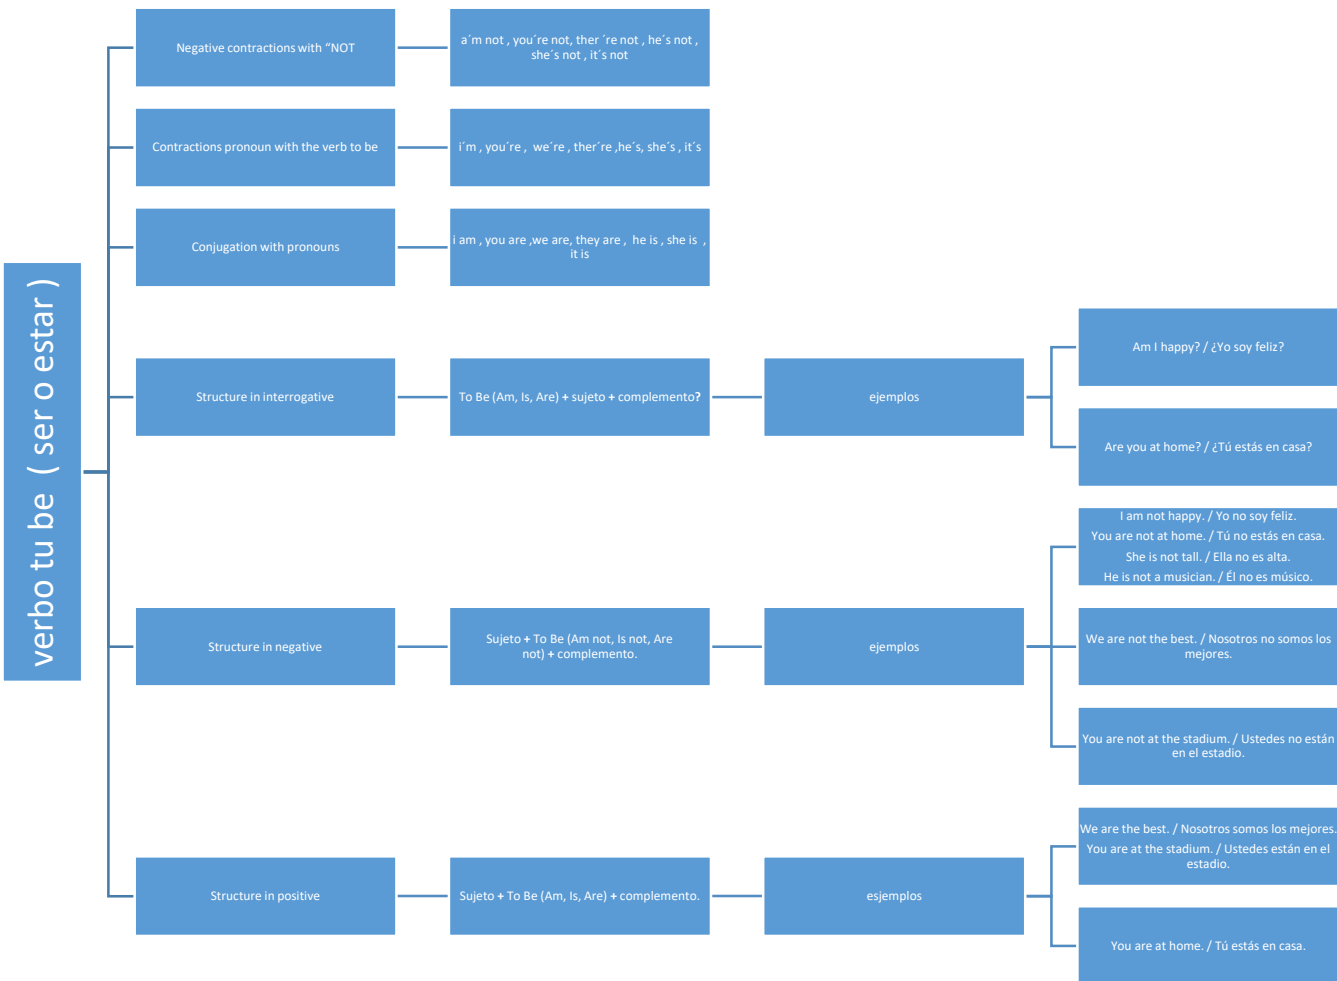 verbo tu be ( ser o estar )
Negative contractions with “NOT
a´m not , you´re not, ther ´re not , he´s not ,
she´s not , it´s not
Contractions pronoun with the verb to be
i´m , you´re , we´re , ther´re ,he´s, she´s , it´s
Conjugation with pronouns
i am , you are ,we are, they are , he is , she is ,
it is
Structure in interrogative
To Be (Am, Is, Are) + sujeto + complemento?
ejemplos
Am I happy? / ¿Yo soy feliz?
Are you at home? / ¿Tú estás en casa?
Structure in negative
Sujeto + To Be (Am not, Is not, Are
not) + complemento.
ejemplos
I am not happy. / Yo no soy feliz.
You are not at home. / Tú no estás en casa.
She is not tall. / Ella no es alta.
He is not a musician. / Él no es músico.
We are not the best. / Nosotros no somos los
mejores.
You are not at the stadium. / Ustedes no están
en el estadio.
Structure in positive
Sujeto + To Be (Am, Is, Are) + complemento.
esjemplos
We are the best. / Nosotros somos los mejores.
You are at the stadium. / Ustedes están en el
estadio.
You are at home. / Tú estás en casa.